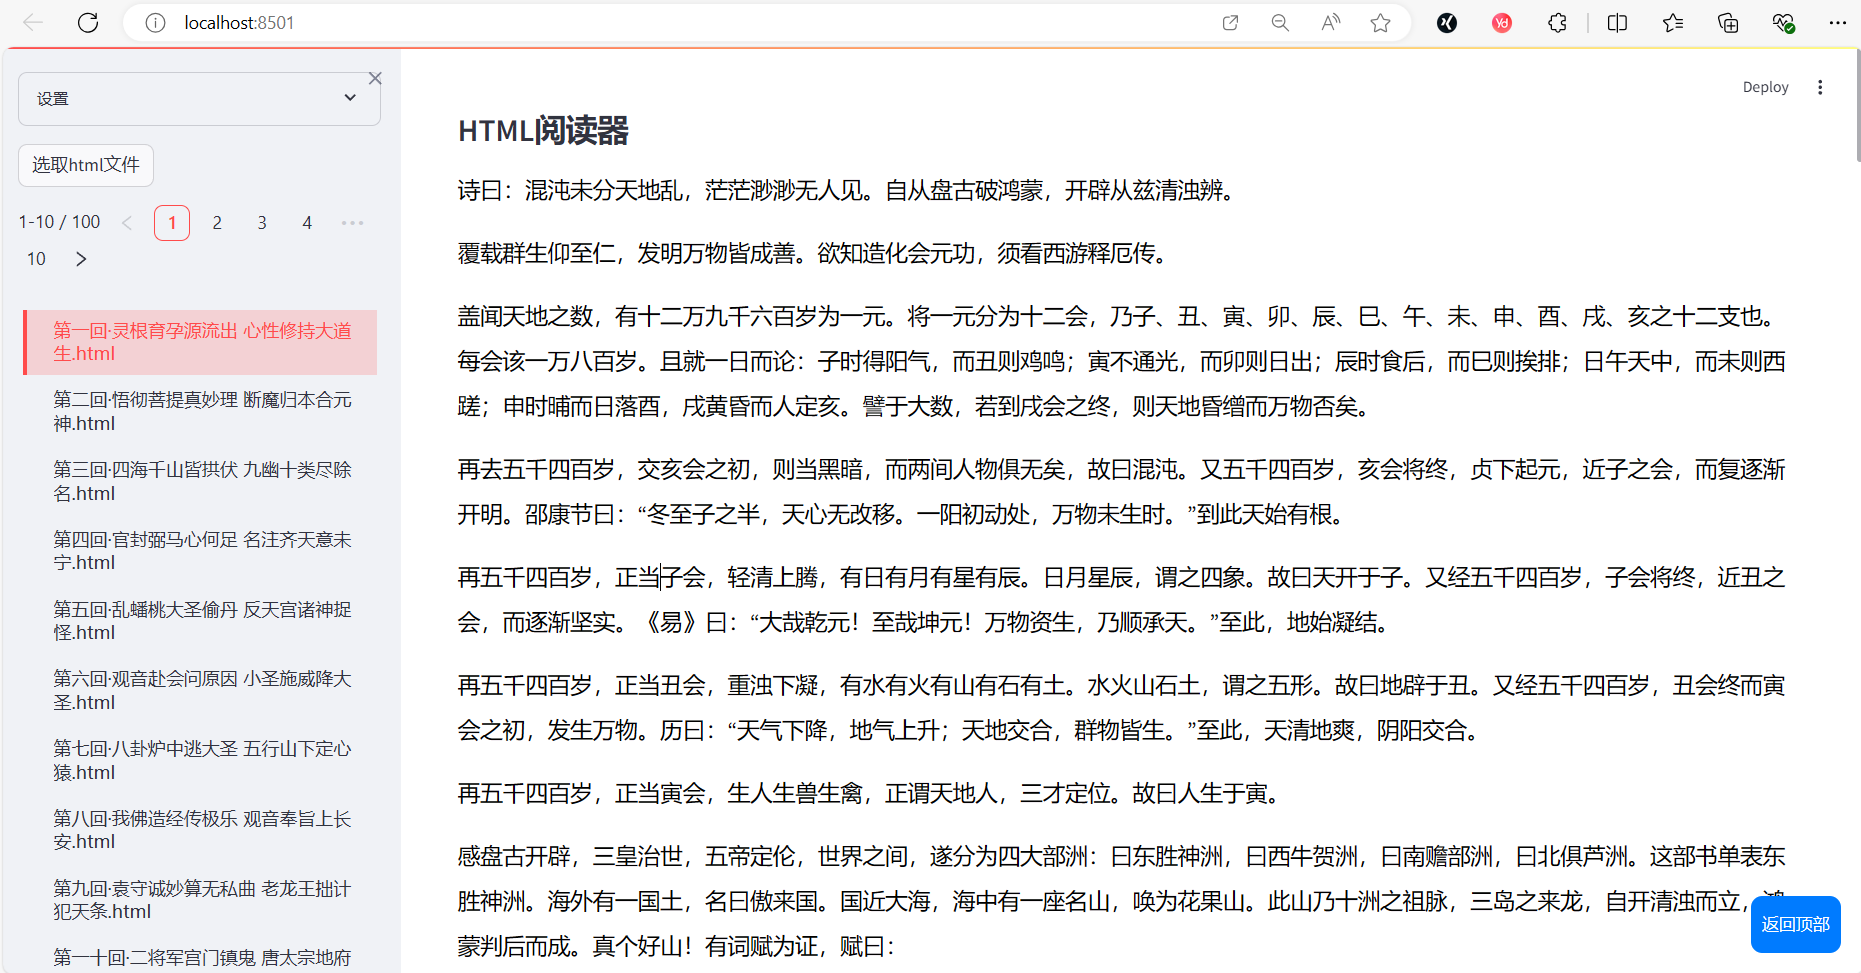 localhost:8501
设置
选取html文件
1-10 / 100
1
2
3
4
•••
10
第一回·灵根育孕源流出 心性修持大道
生.html
第二回·悟彻菩提真妙理 断魔归本合元
神.html
第三回·四海千山皆拱伏 九幽十类尽除
名.html
第四回·官封弼马心何足 名注齐天意未
宁.html
第五回·乱蟠桃大圣偷丹 反天宫诸神捉
怪.html
第六回·观音赴会问原因 小圣施威降大
圣.html
第七回·八卦炉中逃大圣 五行山下定心
猿.html
第八回·我佛造经传极乐 观音奉旨上长
安.html
第九回·袁守诚妙算无私曲 老龙王拙计
犯天条.html
第一十回·二将军宫门镇鬼 唐太宗地府
Deploy
HTML阅读器
诗曰：混沌未分天地乱，茫茫渺渺无人见。自从盘古破鸿蒙，开辟从兹清浊辨。
覆载群生仰至仁，发明万物皆成善。欲知造化会元功，须看西游释厄传。
盖闻天地之数，有十二万九千六百岁为一元。将一元分为十二会，乃子、丑、寅、卯、辰、巳、午、未、申、酉、戌、亥之十二支也。
每会该一万八百岁。且就一日而论：子时得阳气，而丑则鸡鸣；寅不通光，而卯则日出；辰时食后，而巳则挨排；日午天中，而未则西
蹉；申时晡而日落酉，戌黄昏而人定亥。譬于大数，若到戌会之终，则天地昏缯而万物否矣。
再去五千四百岁，交亥会之初，则当黑暗，而两间人物俱无矣，故曰混沌。又五千四百岁，亥会将终，贞下起元，近子之会，而复逐渐
开明。邵康节曰：“冬至子之半，天心无改移。一阳初动处，万物未生时。”到此天始有根。
再五千四百岁，正当子会，轻清上腾，有日有月有星有辰。日月星辰，谓之四象。故曰天开于子。又经五千四百岁，子会将终，近丑之
会，而逐渐坚实。《易》曰：“大哉乾元！至哉坤元！万物资生，乃顺承天。”至此，地始凝结。
再五千四百岁，正当丑会，重浊下凝，有水有火有山有石有土。水火山石土，谓之五形。故曰地辟于丑。又经五千四百岁，丑会终而寅
会之初，发生万物。历曰：“天气下降，地气上升；天地交合，群物皆生。”至此，天清地爽，阴阳交合。
再五千四百岁，正当寅会，生人生兽生禽，正谓天地人，三才定位。故曰人生于寅。
感盘古开辟，三皇治世，五帝定伦，世界之间，遂分为四大部洲：曰东胜神洲，曰西牛贺洲，曰南赡部洲，曰北俱芦洲。这部书单表东
胜神洲。海外有一国土，名曰傲来国。国近大海，海中有一座名山，唤为花果山。此山乃十洲之祖脉，三岛之来龙，自开清浊而立，
蒙判后而成。真个好山！有词赋为证，赋曰：
返回顶部